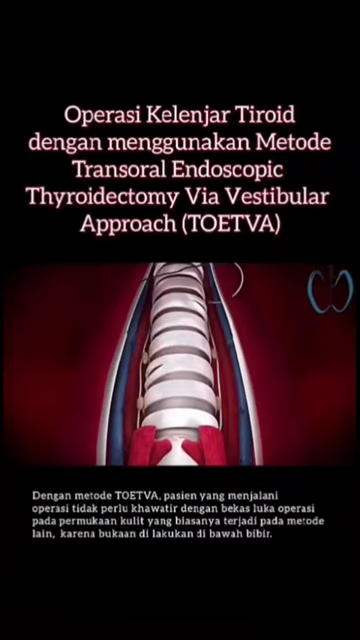 Operasi Kelenjar Tiroid
dengan menggunakan Metode
Transoral Endoscopic
Thyroidectomy Via Vestibular
Approach (TOETVA)
Dengan metode TOETVA, pasien yang menjalani
operasi tidak perlu khawatir dengan bekas luka operasi
pada permukaan kulit yang biasanya terjadi pada metode
lain, karena bukaan di lakukan di bawah bibir.